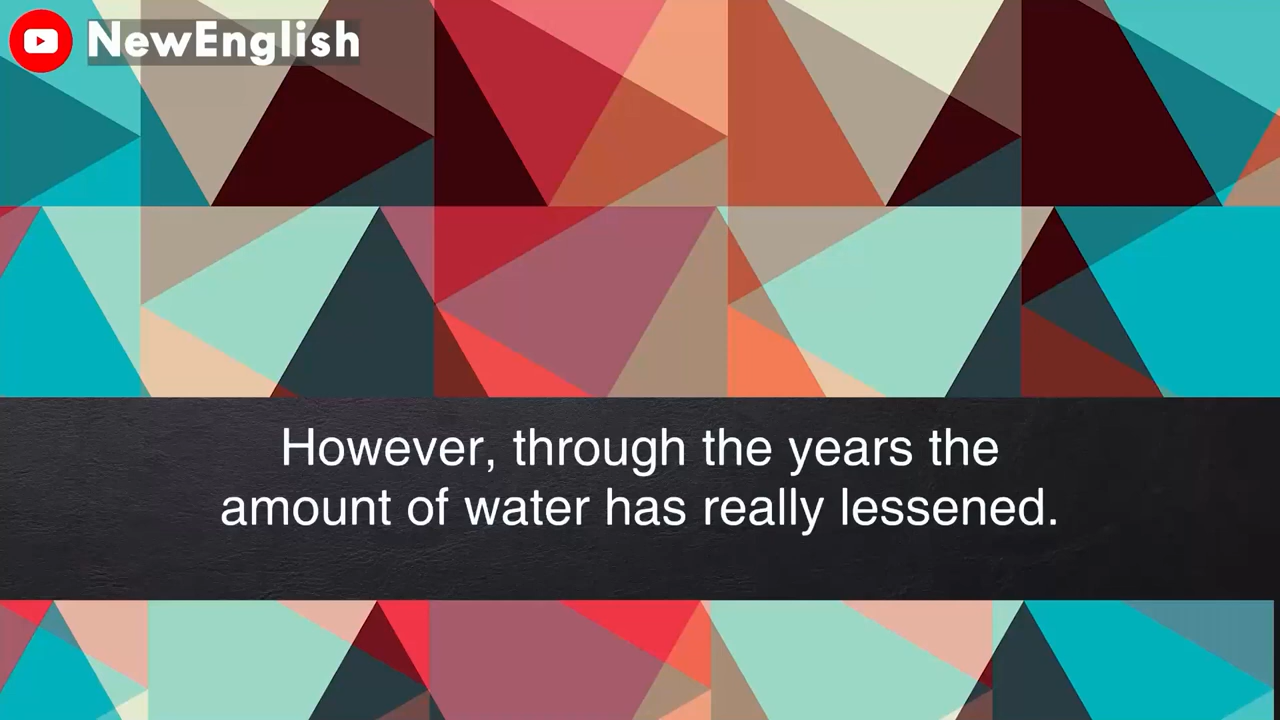 NewEnglish
However, through the years the
amount of water has really lessened.